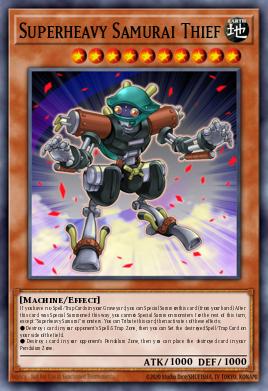 SUPERHEAVY SAMURAI THIEF
EARTH
地
[MACHINE/EFFECT]
If you have no Spell/Trap Cards in your Graveyard: you can Special Summon this card (from your hand). After
this card was Special Summoned this way, you cannot Special Summon monsters for the rest of this turn,
except "Superheavy Samurai" monsters. You can Tribute this card, then activate 1 of these effects;
●Destroy 1 card in your opponent's Spell & Trap Zone, then you can Set the destroyed Spell/Trap Card on
your side of the field.
●Destroy 1 card in your opponent's Pendulum Zone, then you can place the destroyed card in your
Pendulum Zone.
ATK/1000 DEF/1000
©2020 Studio Dice/SHUEISHA, TV TOKYO, KONAMI